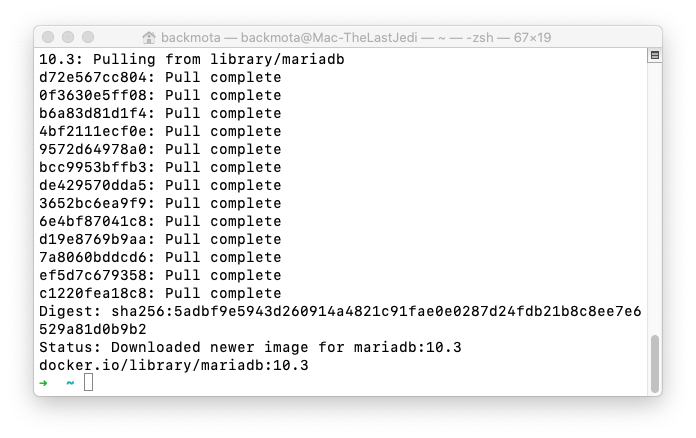 backmota — backmota@Mac-TheLastJedi — ~ — -zsh — 67×19
10.3: Pulling from library/mariadb
d72e567cc804: Pull complete
0f3630e5ff08: Pull complete
b6a83d81d1f4: Pull complete
4bf2111ecf0e: Pull complete
9572d64978a0: Pull complete
bcc9953bffb3: Pull complete
de429570dda5: Pull complete
3652bc6ea9f9: Pull complete
6e4bf87041c8: Pull complete
d19e8769b9aa: Pull complete
7a8060bddcd6: Pull complete
ef5d7c679358: Pull complete
c1220fea18c8: Pull complete
Digest: sha256:5adbf9e5943d260914a4821c91fae0e0287d24fdb21b8c8ee7e6
529a81d0b9b2
Status: Downloaded newer image for mariadb:10.3
docker.io/library/mariadb:10.3
➜ ~